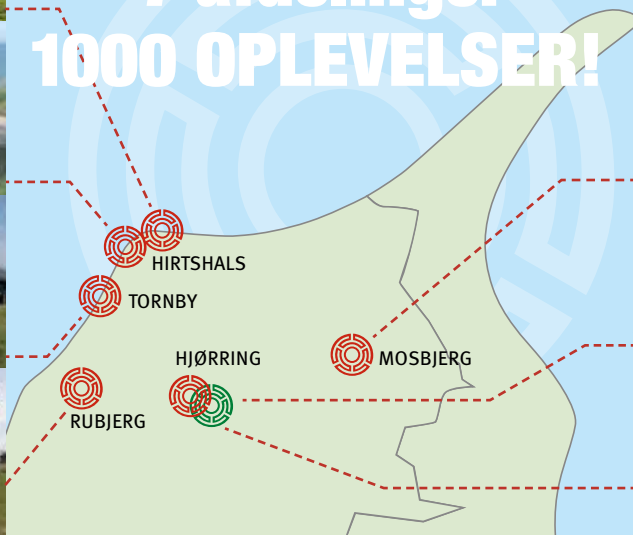 1000 OPLEVELSER!
HIRTSHALS
TORNBY
HJØRRING
MOSBJERG
RUBJERG